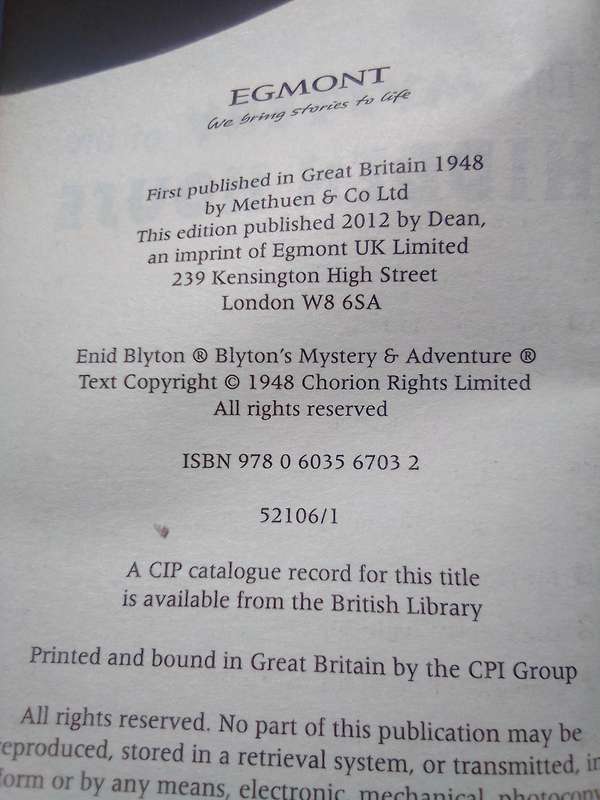 EGMONT
We bring stories to life
First published in Great Britain 1948
by Methuen & Co Ltd
This edition published 2012 by Dean,
an imprint of Egmont UK Limited
239 Kensington High Street
London W8 6SA
Enid Blyton ® Blyton's Mystery & Adventure ®
Text Copyright © 1948 Chorion Rights Limited
All rights reserved
ISBN 978 0 6035 6703 2
52106/1
A CIP catalogue record for this title
is available from the British Library
Printed and bound in Great Britain by the CPI Group
All rights reserved. No part of this publication may be
reproduced, stored in a retrieval system, or transmitted, in
form or by any means, electronic, mechanical